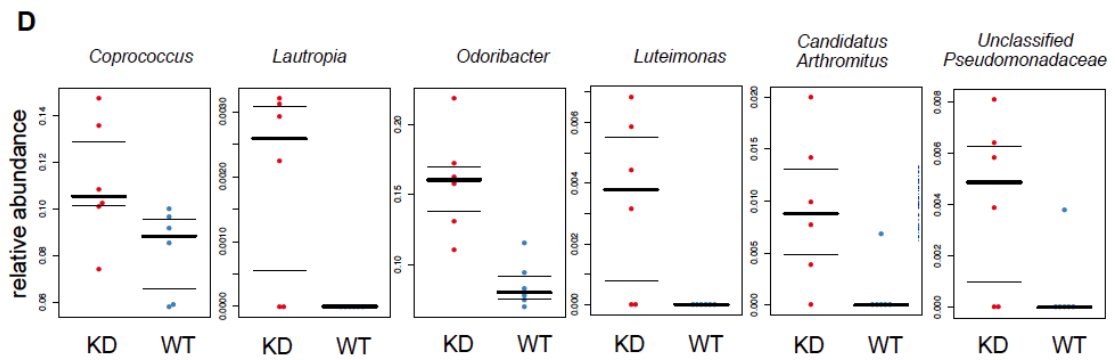 D
Coprococcus
Lautropia
Odoribacter
Luteimonas
Candidatus
Arthromitus
Unclassified
Pseudomonadaceae
relative abundance
0.14
0.12
0.10
0.08
0.06
KD WT
0.0030
0.0020
0.0010
0.0000
KD WT
0.20
0.15
0.10
KD WT
0.006
0.004
0.002
0.000
KD WT
0.020
0.015
0.010
0.005
0.000
KD WT
0.008
0.006
0.004
0.002
0.000
KD WT